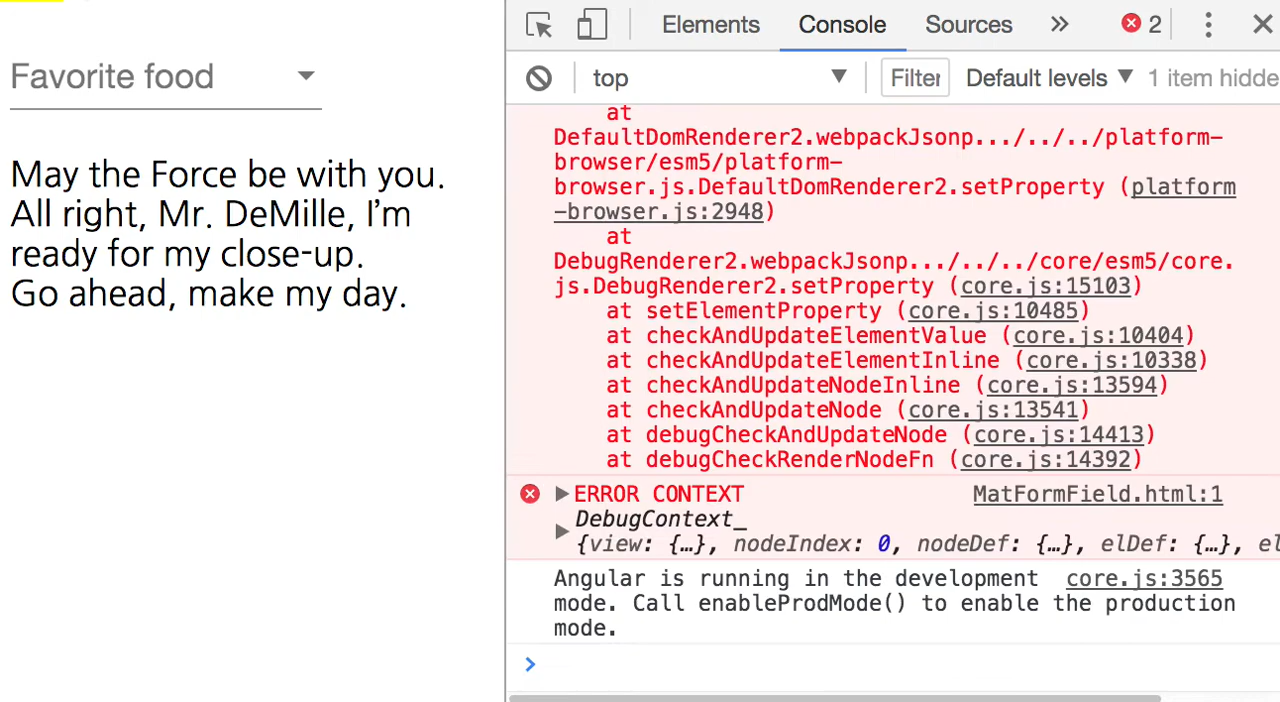 Favorite food
May the Force be with you.
All right, Mr. DeMille, I’m
ready for my close-up.
Go ahead, make my day.
Elements Console Sources » 2
top Filter Default levels 1 item hidde
at
DefaultDomRenderer2.webpackJsonp.../../../platform-
browser/esm5/platform-
browser.js.DefaultDomRenderer2.setProperty (platform
-browser.js:2948)
at
DebugRenderer2.webpackJsonp.../../../core/esm5/core.
js.DebugRenderer2.setProperty (core.js:15103)
at setElementProperty (core.js:10485)
at checkAndUpdateElementValue (core.js:10404)
at checkAndUpdateElementInline (core.js:10338)
at checkAndUpdateNodeInline (core.js:13594)
at checkAndUpdateNode (core.js:13541)
at debugCheckAndUpdateNode (core.js:14413)
at debugCheckRenderNodeFn (core.js:14392)
ERROR CONTEXT MatFormField.html:1
DebugContext_
{view: {…}, nodeIndex: 0, nodeDef: {…}, elDef: {…}, el
Angular is running in the development core.js:3565
mode. Call enableProdMode() to enable the production
mode.